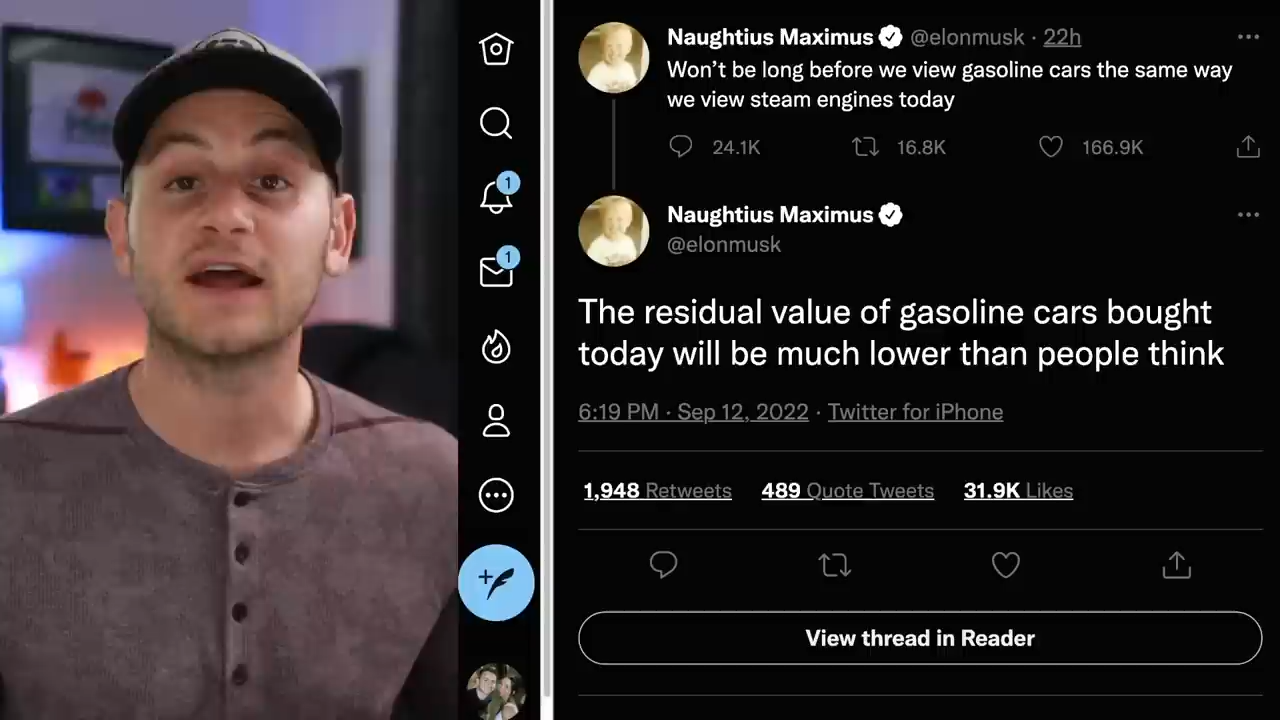 Naughtius Maximus @elonmusk · 22h
Won’t be long before we view gasoline cars the same way
we view steam engines today
24.1K 16.8K 166.9K
Naughtius Maximus
@elonmusk
The residual value of gasoline cars bought
today will be much lower than people think
6:19 PM · Sep 12, 2022 · Twitter for iPhone
1,948 Retweets 489 Quote Tweets 31.9K Likes
View thread in Reader
1
1